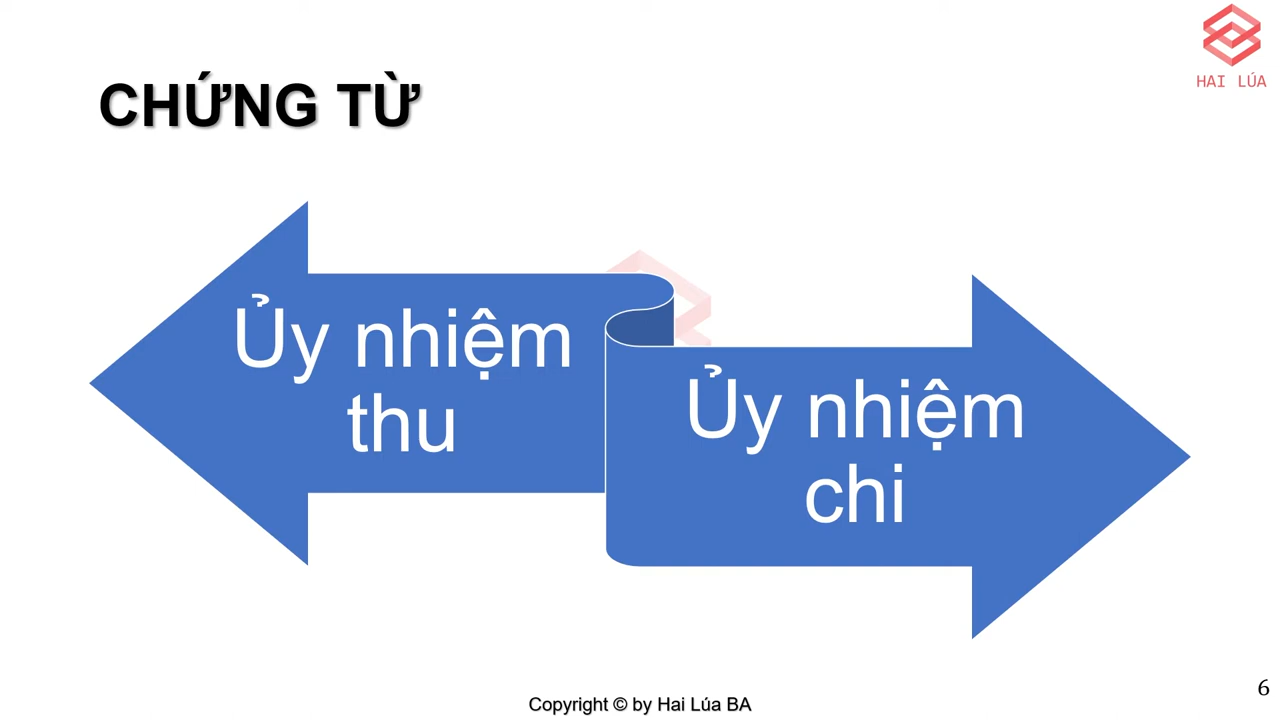 HAI LÚA
CHỨNG TỪ
Ủy nhiệm
thu
Ủy nhiệm
chi
Copyright © by Hai Lúa BA
6